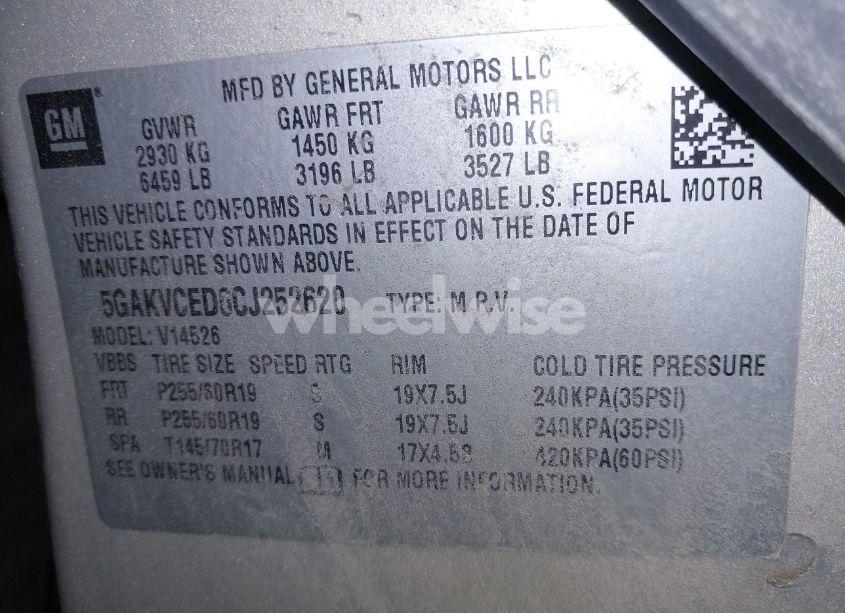 GM
MFD BY GENERAL MOTORS LLC
GVWR GAWR FRT GAWR RR
2930 KG 1450 KG 1600 KG
6459 LB 3196 LB 3527 LB
THIS VEHICLE CONFORMS TO ALL APPLICABLE U.S. FEDERAL MOTOR
VEHICLE SAFETY STANDARDS IN EFFECT ON THE DATE OF
MANUFACTURE SHOWN ABOVE.
5GAKVCED6CJ252620 TYPE: M.P.V.
wheelwise
MODEL: V14526
VBBS TIRE SIZE SPEED RTG RIM COLD TIRE PRESSURE
FRT P255/60R19 S 19X7.5J 240KPA(35PSI)
RR P255/60R19 S 19X7.5J 240KPA(35PSI)
SPA T145/70R17 M 17X4.5B 420KPA(60PSI)
SEE OWNER'S MANUAL FOR MORE INFORMATION.